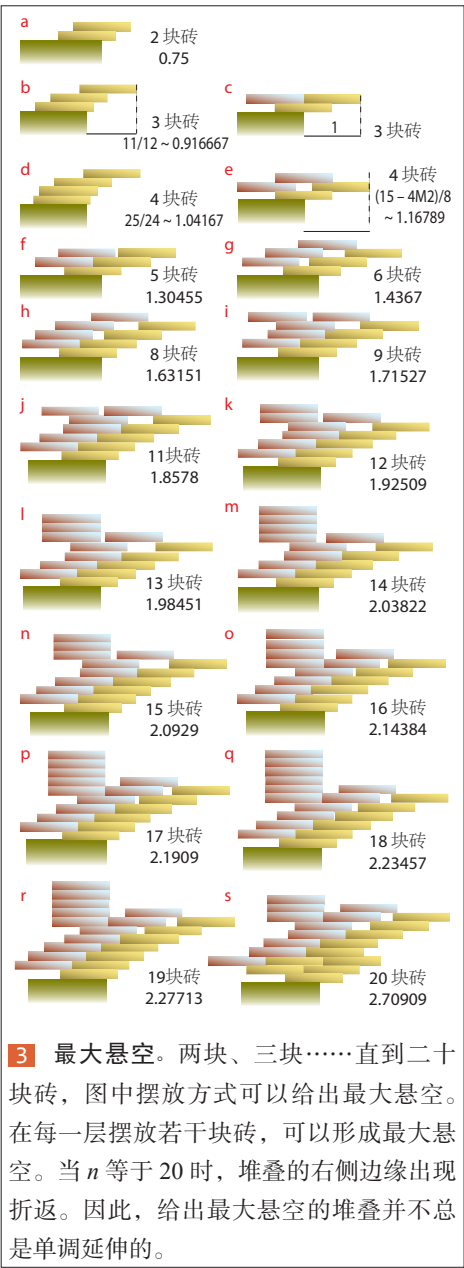 a
2 块砖
0.75
b
3 块砖
11/12 ~ 0.916667
c
1
3 块砖
d
4 块砖
25/24 ~ 1.04167
e
4 块砖
(15 – 4M2)/8
~ 1.16789
f
5 块砖
1.30455
g
6 块砖
1.4367
h
8 块砖
1.63151
i
9 块砖
1.71527
j
11块砖
1.8578
k
12 块砖
1.92509
l
13 块砖
1.98451
m
14 块砖
2.03822
n
15 块砖
2.0929
o
16 块砖
2.14384
p
17 块砖
2.1909
q
18 块砖
2.23457
r
19块砖
2.27713
s
20 块砖
2.70909
3 最大悬空。两块、三块……直到二十
块砖，图中摆放方式可以给出最大悬空。
在每一层摆放若干块砖，可以形成最大悬
空。当 n 等于 20 时，堆叠的右侧边缘出现
折返。因此，给出最大悬空的堆叠并不总
是单调延伸的。